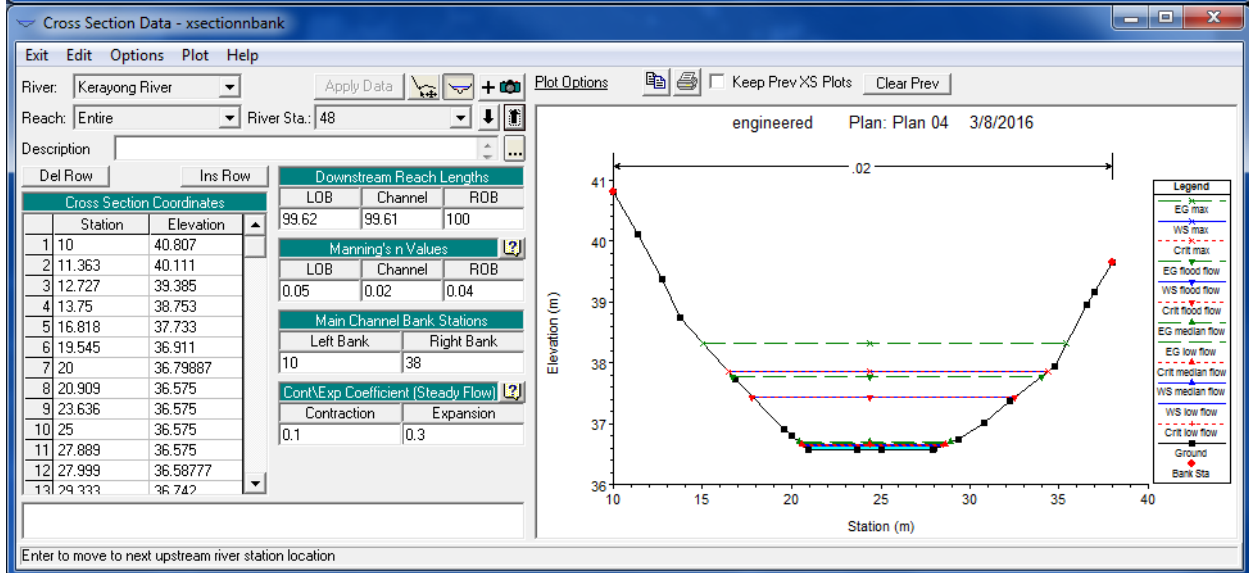 Cross Section Data - xsectionnbank
Exit Edit Options Plot Help
River: Kerayong River Apply Data
Plot Options Keep Prev XS Plots Clear Prev
Reach: Entire River Sta.: 48
Description ...
Del Row Ins Row
Cross Section Coordinates
Station Elevation
1 10 40.807
2 11.363 40.111
3 12.727 39.385
4 13.75 38.753
5 16.818 37.733
6 19.545 36.911
7 20 36.79887
8 20.909 36.575
9 23.636 36.575
10 25 36.575
11 27.889 36.575
12 27.999 36.58777
13 29.333 36.742
Downstream Reach Lengths
LOB Channel ROB
99.62 99.61 100
Manning's n Values
LOB Channel ROB
0.05 0.02 0.04
Main Channel Bank Stations
Left Bank Right Bank
10 38
Cont\Exp Coefficient (Steady Flow)
Contraction Expansion
0.1 0.3
engineered Plan: Plan 04 3/8/2016
.02
41
40
39
38
37
36
Elevation (m)
10 15 20 25 30 35 40
Station (m)
Legend
EG max
WS max
Crit max
EG flood flow
WS flood flow
Crit flood flow
EG median flow
EG low flow
Crit median flow
WS median flow
WS low flow
Crit low flow
Ground
Bank Sta
Enter to move to next upstream river station location